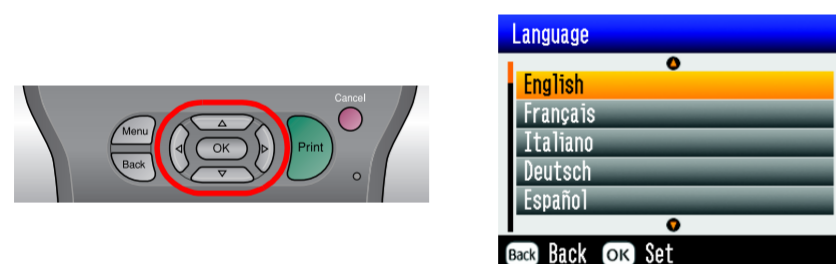 Cancel
Menu
OK
Print
Back
Language
English
Français
Italiano
Deutsch
Español
Back Back OK Set